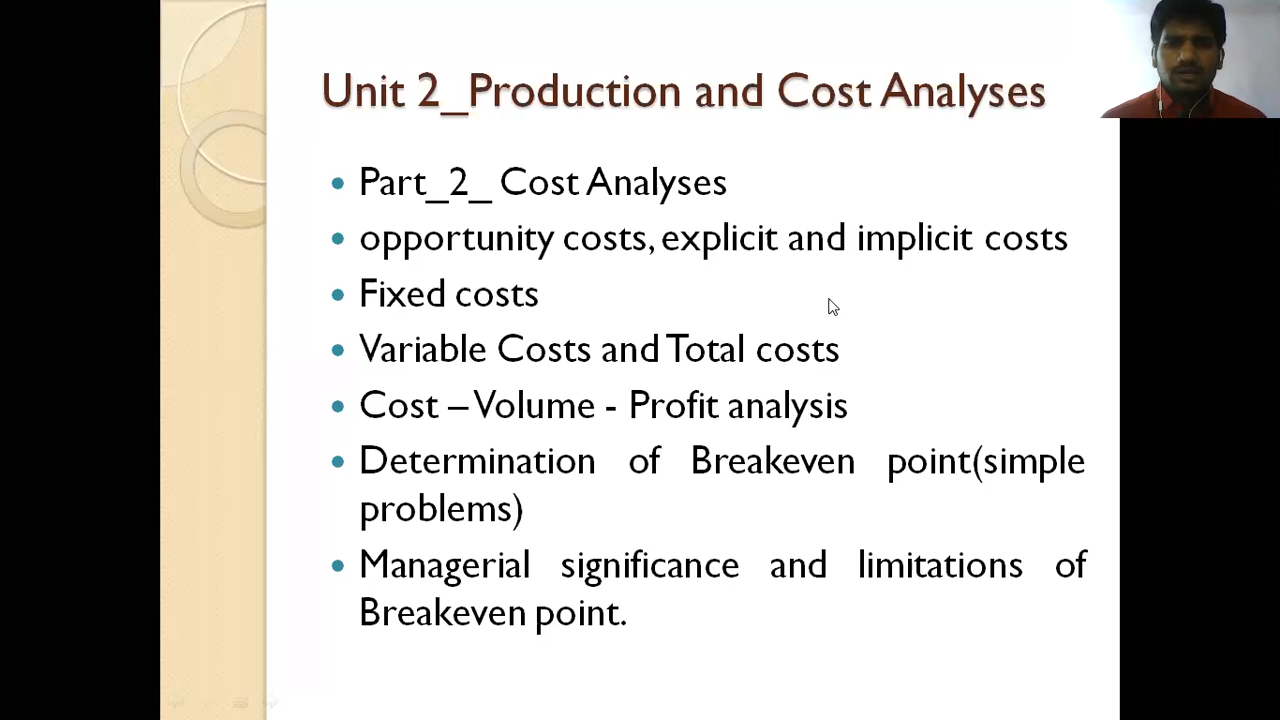 Unit 2_Production and Cost Analyses
Part_2_ Cost Analyses
opportunity costs, explicit and implicit costs
Fixed costs
Variable Costs and Total costs
Cost – Volume - Profit analysis
Determination of Breakeven point(simple
problems)
Managerial significance and limitations of
Breakeven point.